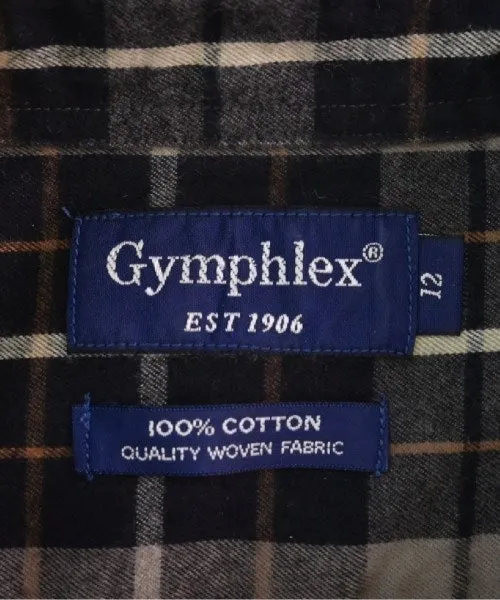 Gymphlex®
EST 1906
12
100% COTTON
QUALITY WOVEN FABRIC